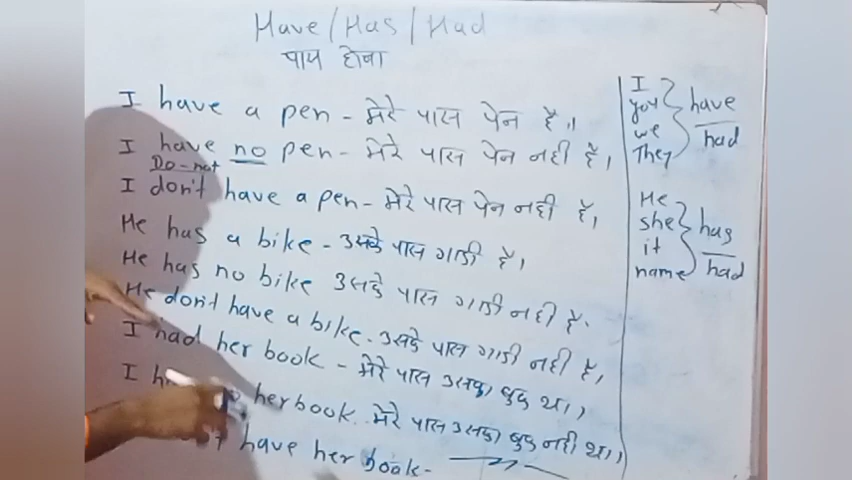 Have / Has / Had
पास होना
I have a pen - मेरे पास पेन है।
I have no pen - मेरे पास पेन नही है,
Do-not
I don't have a pen - मेरे पास पेन नही है,
He has a bike - उसके पास गाडी है,
He has no bike उसके पास गाडी नही है.
He don't have a bike - उसके पास गाडी नही है,
I had her book - मेरे पास उसका बुक था।
I her book. मेरे पास उसका बुक नही था।
have her book -
I
you
we
They
have
had
He
she
it
name
has
had